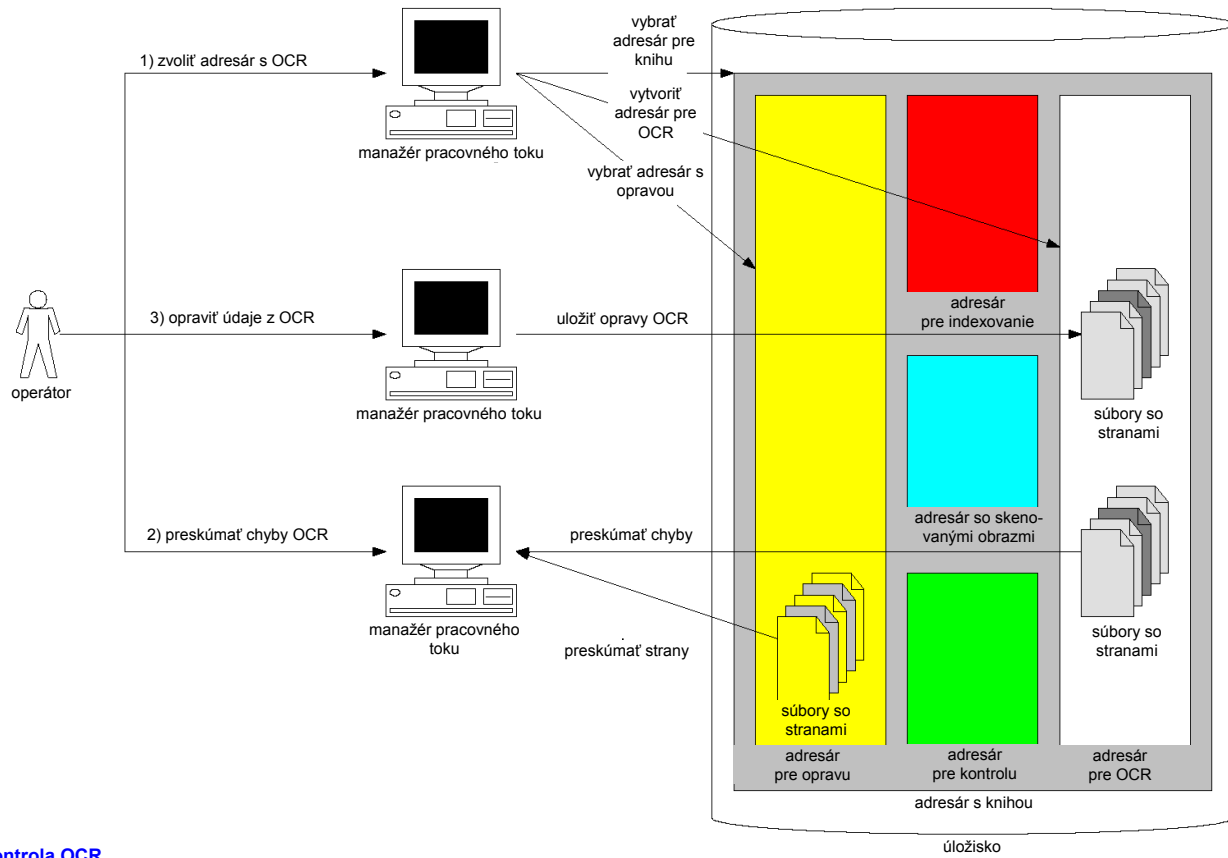 vybrať
adresár pre
knihu
1) zvoliť adresár s OCR
vytvoriť
adresár pre
OCR
manažér pracovného toku
vybrať adresár s
opravou
adresár
pre indexovanie
3) opraviť údaje z OCR
uložiť opravy OCR
operátor
manažér pracovného toku
súbory so
stranami
adresár so skeno-
vanými obrazmi
2) preskúmať chyby OCR
preskúmať chyby
manažér pracovného
toku
preskúmať strany
súbory so
stranami
súbory so
stranami
adresár
pre opravu
adresár
pre kontrolu
adresár
pre OCR
adresár s knihou
úložisko
ontrola OCR